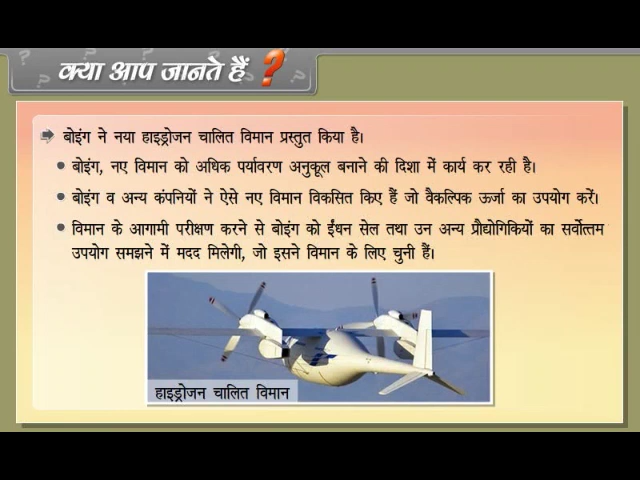 क्या आप जानते हैं ?
बोइंग ने नया हाइड्रोजन चालित विमान प्रस्तुत किया है।
बोइंग, नए विमान को अधिक पर्यावरण अनुकूल बनाने की दिशा में कार्य कर रही है।
बोइंग व अन्य कंपनियों ने ऐसे नए विमान विकसित किए हैं जो वैकल्पिक ऊर्जा का उपयोग करें।
विमान के आगामी परीक्षण करने से बोइंग को ईंधन सेल तथा उन अन्य प्रौद्योगिकियों का सर्वोत्तम
उपयोग समझने में मदद मिलेगी, जो इसने विमान के लिए चुनी हैं।
हाइड्रोजन चालित विमान